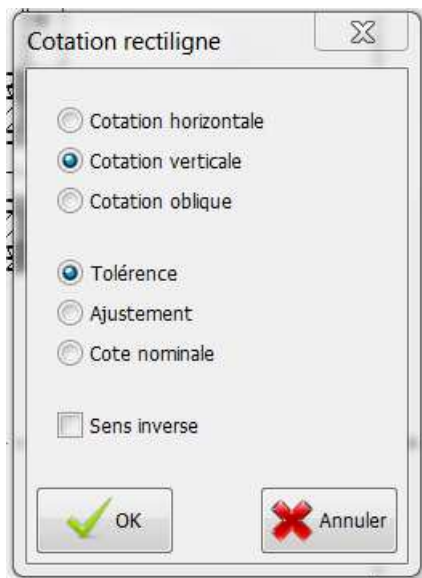 Cotation rectiligne
Cotation horizontale
Cotation verticale
Cotation oblique
Tolérence
Ajustement
Cote nominale
Sens inverse
OK
Annuler